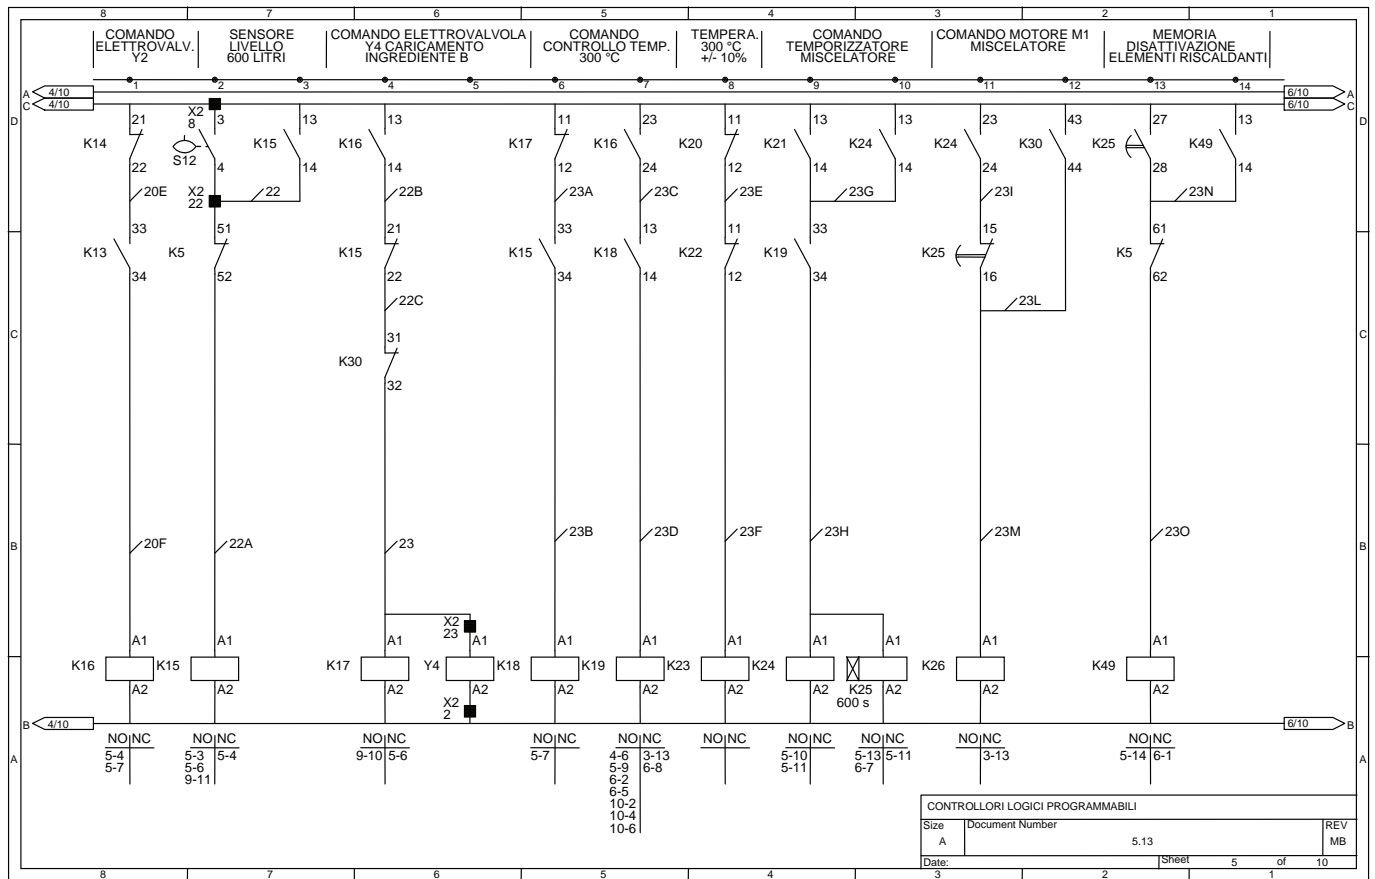 8 7 6 5 4 3 2 1
COMANDO
ELETTROVALV.
Y2
SENSORE
LIVELLO
600 LITRI
COMANDO ELETTROVALVOLA
Y4 CARICAMENTO
INGREDIENTE B
COMANDO
CONTROLLO TEMP.
300 °C
TEMPERA.
300 °C
+/- 10%
COMANDO
TEMPORIZZATORE
MISCELATORE
COMANDO MOTORE M1
MISCELATORE
MEMORIA
DISATTIVAZIONE
ELEMENTI RISCALDANTI
1 2 3 4 5 6 7 8 9 10 11 12 13 14
A 4/10 6/10 A
C 4/10 6/10 C
D X2 D
21 8 3 13 13 11 23 11 13 13 23 43 27 13
K14 S12 K15 K16 K17 K16 K20 K21 K24 K24 K30 K25 K49
22 4 14 14 12 24 12 14 14 24 44 28 14
20E X2 22 22 22B 23A 23C 23E 23G 23I 23N
33 51 21 33 13 11 33 15 61
K13 K5 K15 K15 K18 K22 K19 K25 K5
34 52 22 34 14 12 34 16 62
22C 23L
C C
31
K30
32
B 20F 22A 23 23B 23D 23F 23H 23M 23O B
X2
23
A1 A1 A1 A1 A1 A1 A1 A1 A1 A1 A1
K16 K15 K17 Y4 K18 K19 K23 K24 K25 K26 K49
600 s
A2 A2 A2 A2 A2 A2 A2 A2 A2 A2 A2
X2
2
B 4/10 6/10 B
NO NC NO NC NO NC NO NC NO NC NO NC NO NC NO NC NO NC NO NC
5-4 5-3 5-4 9-10 5-6 5-7 4-6 3-13 5-10 5-13 5-11 3-13 5-14 6-1
5-7 5-6 5-9 6-8 5-11 6-7
9-11 6-2
6-5
10-2
10-4
10-6
A A
CONTROLLORI LOGICI PROGRAMMABILI
Size Document Number REV
A 5.13 MB
Date: Sheet 5 of 10
8 7 6 5 4 3 2 1